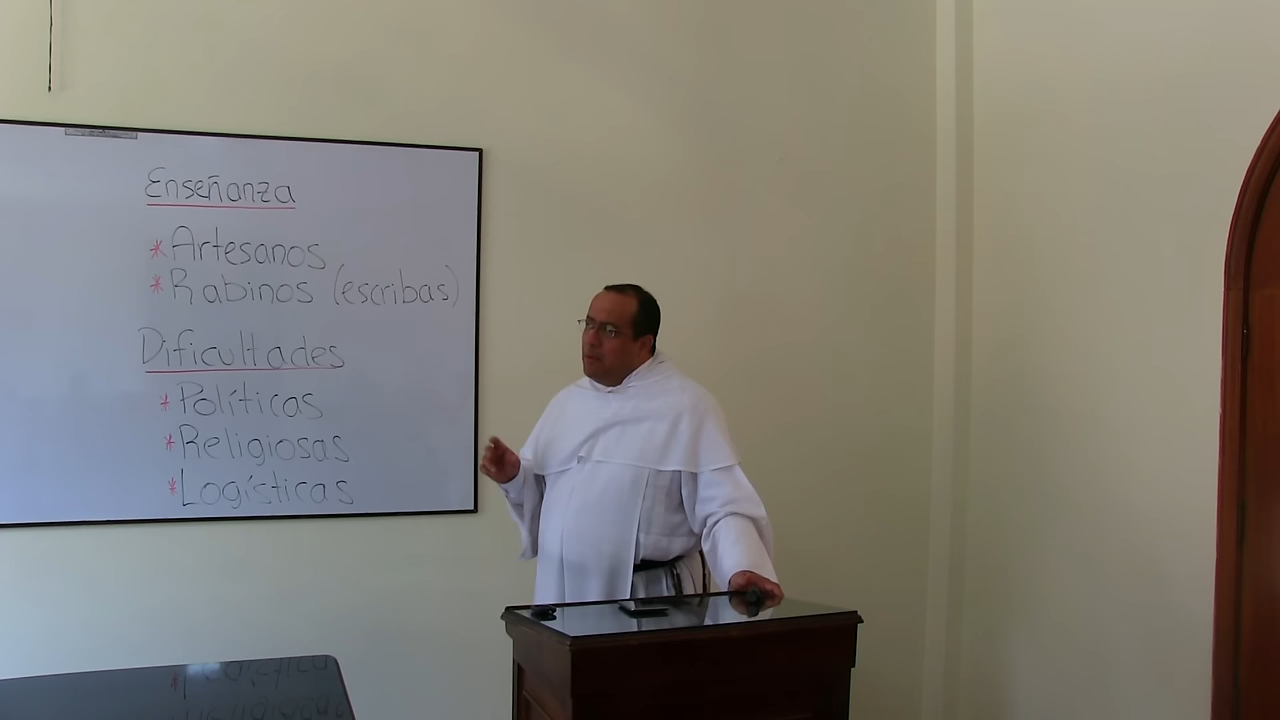 Enseñanza
* Artesanos
* Rabinos (escribas)
Dificultades
* Políticas
* Religiosas
* Logísticas